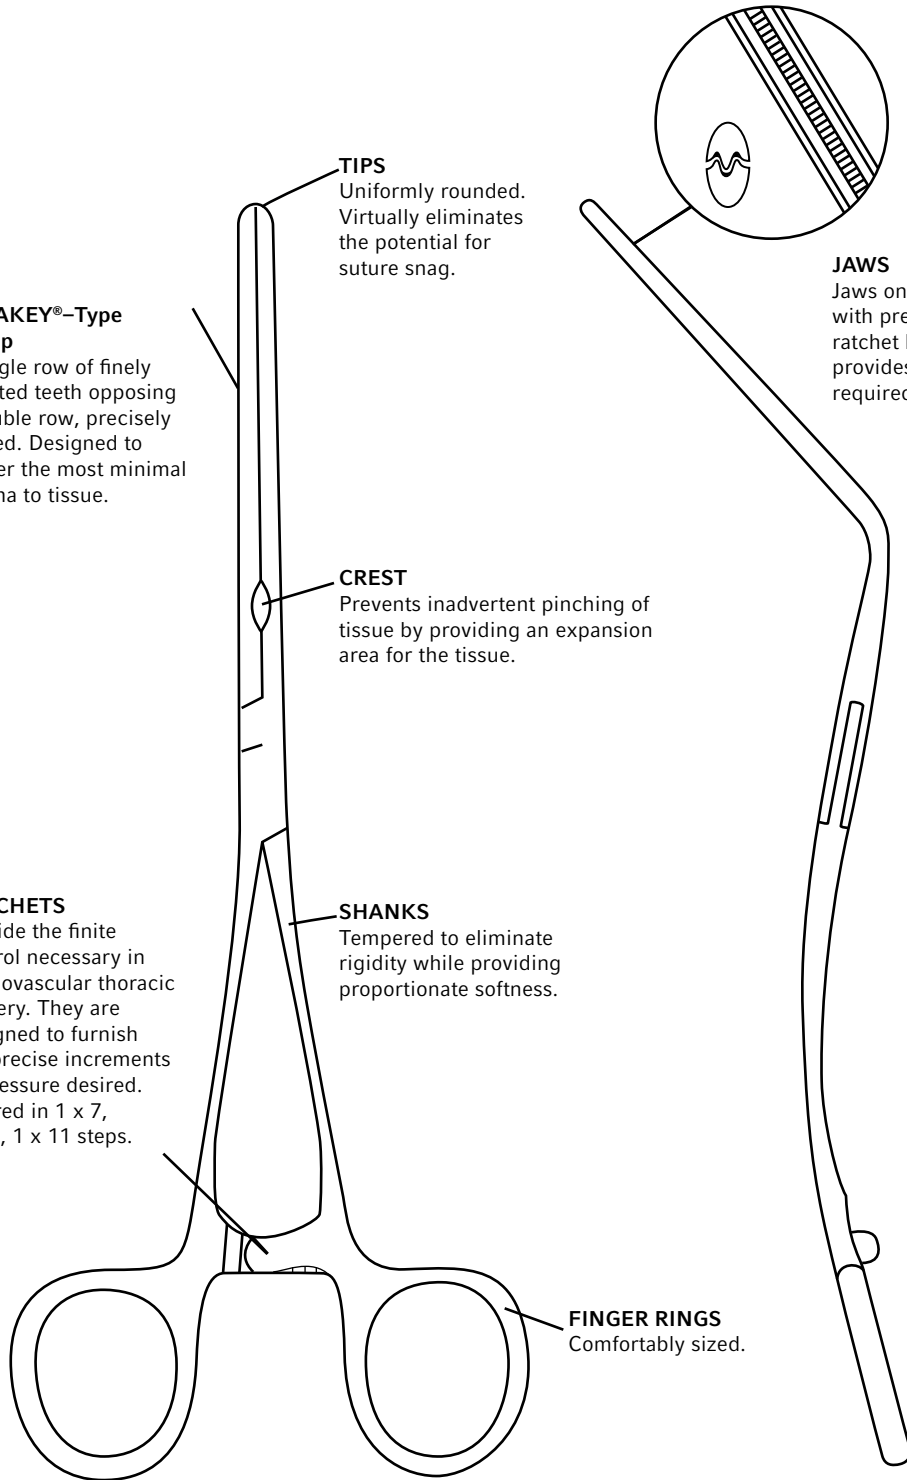 TIPS
Uniformly rounded.
Virtually eliminates
the potential for
suture snag.
AKEY®–Type
p
gle row of finely
ted teeth opposing
uble row, precisely
ed. Designed to
er the most minimal
ma to tissue.
JAWS
Jaws on
with pre
ratchet
provides
required
CREST
Prevents inadvertent pinching of
tissue by providing an expansion
area for the tissue.
CHETS
ide the finite
rol necessary in
ovascular thoracic
ery. They are
gned to furnish
precise increments
essure desired.
red in 1 x 7,
, 1 x 11 steps.
SHANKS
Tempered to eliminate
rigidity while providing
proportionate softness.
FINGER RINGS
Comfortably sized.